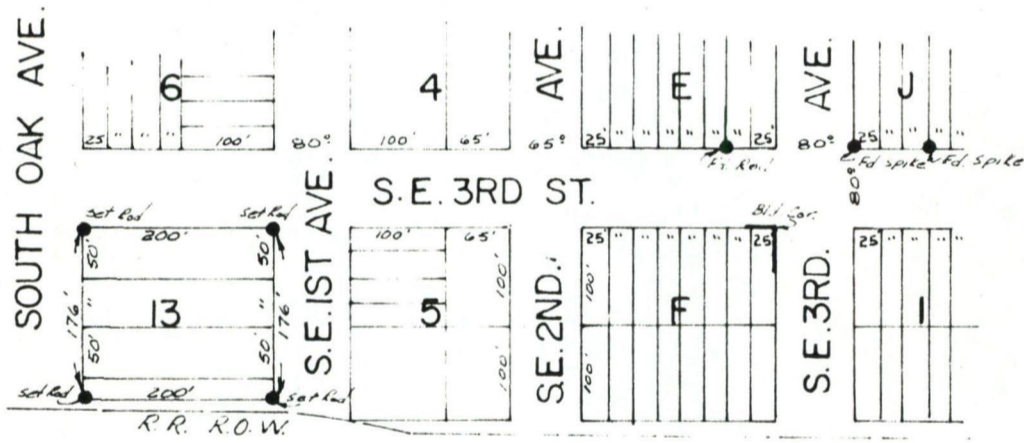 SOUTH OAK AVE.
6
25 " " " 100'
80°
4
100' 65'
65°
AVE.
E
25' " " " " " " 25'
Fd. Rod
80°
AVE.
J
25 " " "
Fd Spike
Fd. Spike
80°
S.E. 3RD ST.
Set Rod
Set Rod
200'
50'
50'
13
"
"
176'
176'
50'
50'
Set Rod
200'
Set Rod
R.R. R.O.W.
S.E. 1ST AVE.
100' 65'
5
100'
100'
S.E. 2ND.
Bld Cor.
25' " " " " " " 25'
100'
F
100'
S.E. 3RD.
25' " " "
I